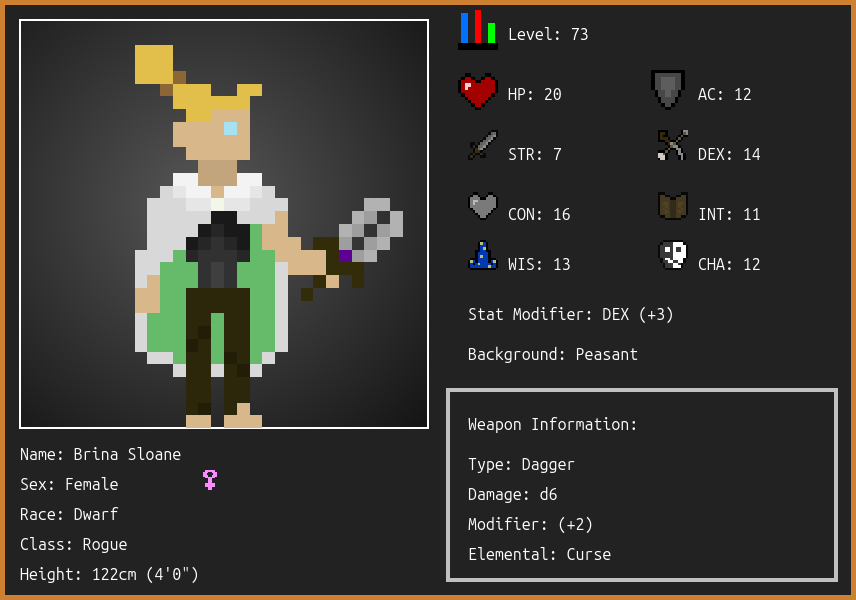 Level: 73
HP: 20
AC: 12
STR: 7
DEX: 14
CON: 16
INT: 11
WIS: 13
CHA: 12
Stat Modifier: DEX (+3)
Background: Peasant
Weapon Information:
Type: Dagger
Damage: d6
Modifier: (+2)
Elemental: Curse
Name: Brina Sloane
Sex: Female
Race: Dwarf
Class: Rogue
Height: 122cm (4'0")